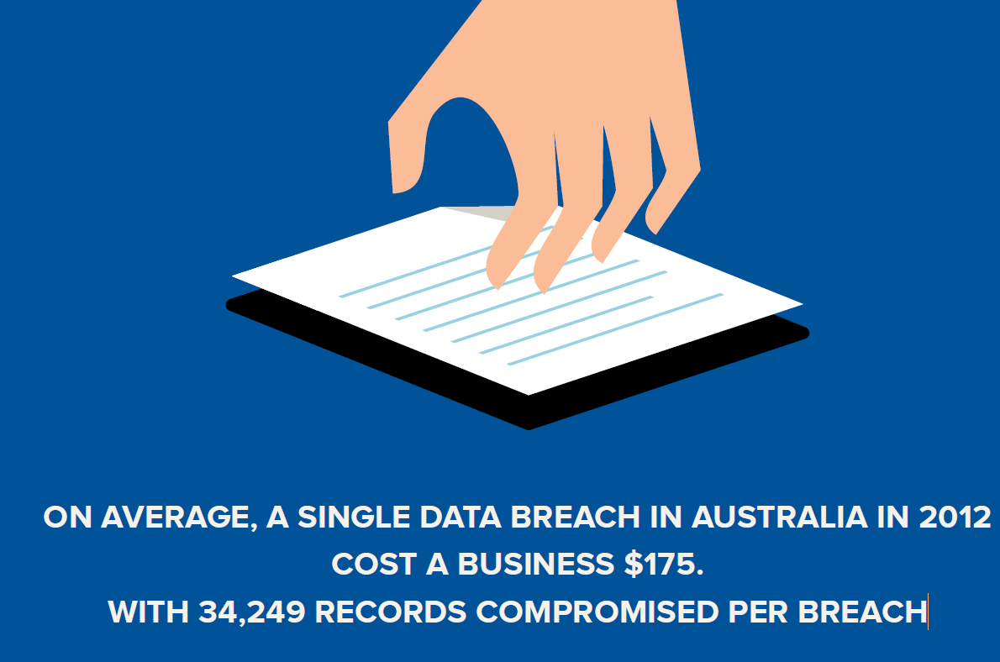 ON AVERAGE, A SINGLE DATA BREACH IN AUSTRALIA IN 2012
COST A BUSINESS $175.
WITH 34,249 RECORDS COMPROMISED PER BREACH